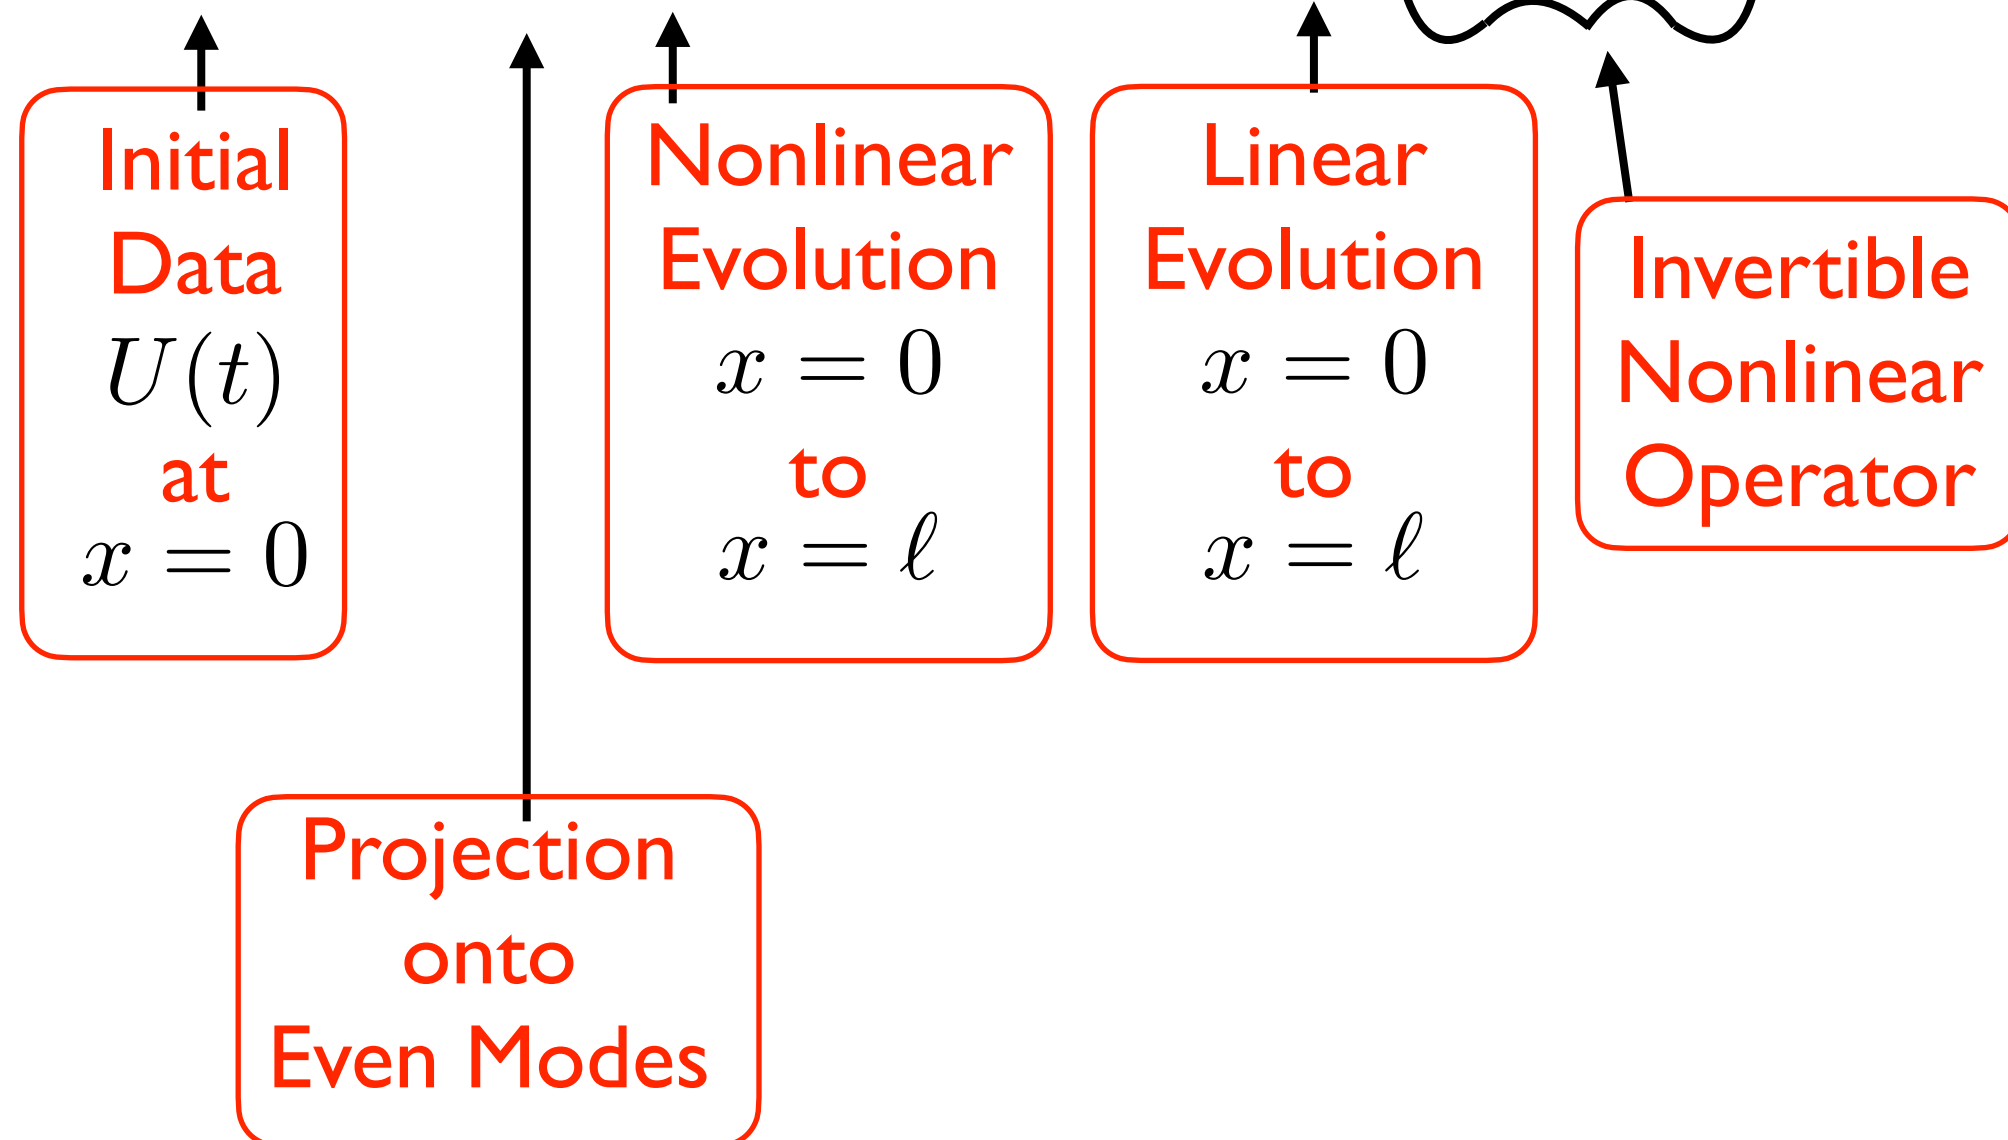 Initial
Data
U(t)
at
x = 0
Nonlinear
Evolution
x = 0
to
x = ℓ
Linear
Evolution
x = 0
to
x = ℓ
Invertible
Nonlinear
Operator
Projection
onto
Even Modes